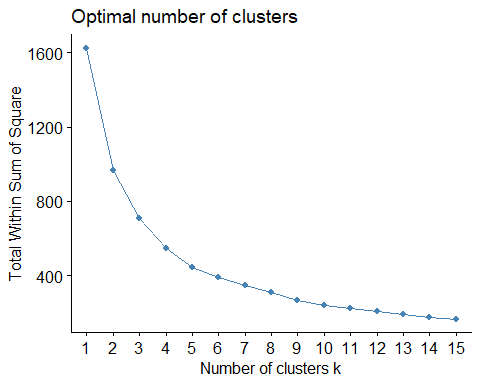 Optimal number of clusters
Total Within Sum of Square
1600
1200
800
400
1 2 3 4 5 6 7 8 9 10 11 12 13 14 15
Number of clusters k